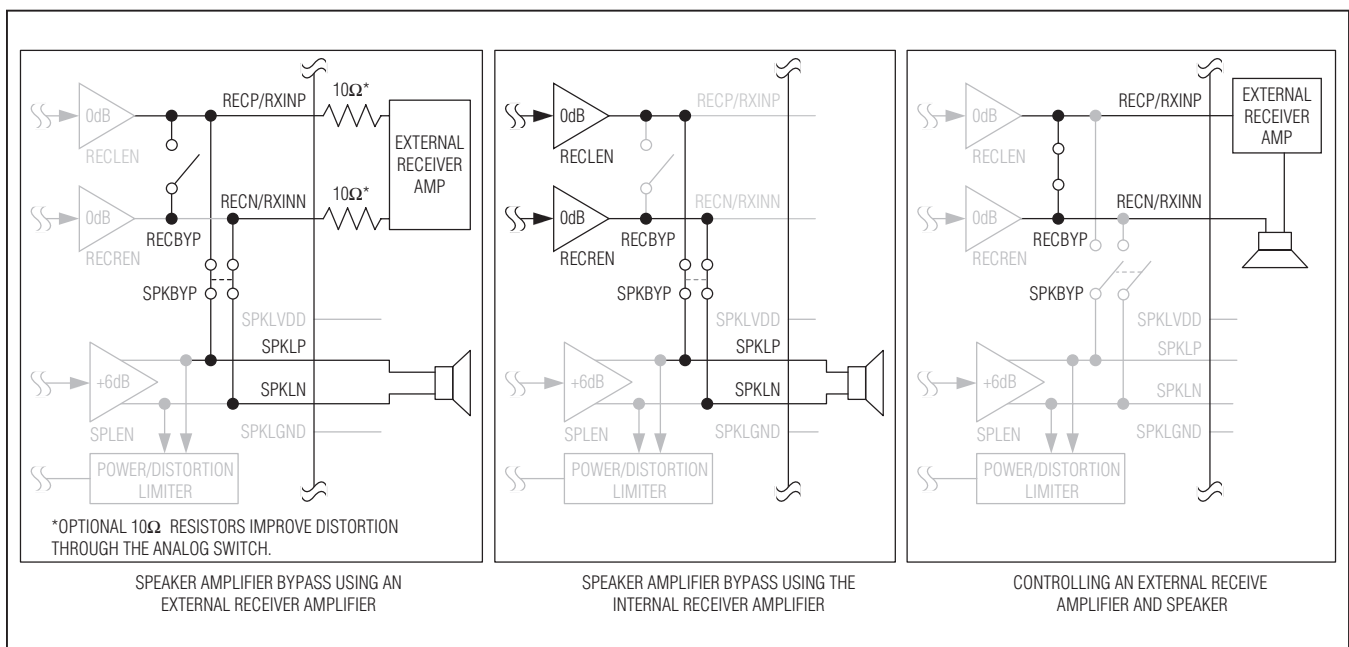 RECP/RXINP
10Ω*
0dB
RECLEN
EXTERNAL
RECEIVER
AMP
10Ω*
RECN/RXINN
0dB
RECBYP
RECREN
SPKBYP
SPKLVDD
SPKLP
+6dB
SPKLN
SPLEN
SPKLGND
POWER/DISTORTION
LIMITER
*OPTIONAL 10Ω RESISTORS IMPROVE DISTORTION
THROUGH THE ANALOG SWITCH.
SPEAKER AMPLIFIER BYPASS USING AN
EXTERNAL RECEIVER AMPLIFIER
RECP/RXINP
0dB
RECLEN
RECN/RXINN
0dB
RECBYP
RECREN
SPKBYP
SPKLVDD
SPKLP
+6dB
SPKLN
SPLEN
SPKLGND
POWER/DISTORTION
LIMITER
SPEAKER AMPLIFIER BYPASS USING THE
INTERNAL RECEIVER AMPLIFIER
RECP/RXINP
EXTERNAL
RECEIVER
AMP
0dB
RECLEN
RECN/RXINN
0dB
RECBYP
RECREN
SPKBYP
SPKLVDD
SPKLP
+6dB
SPKLN
SPLEN
SPKLGND
POWER/DISTORTION
LIMITER
CONTROLLING AN EXTERNAL RECEIVE
AMPLIFIER AND SPEAKER